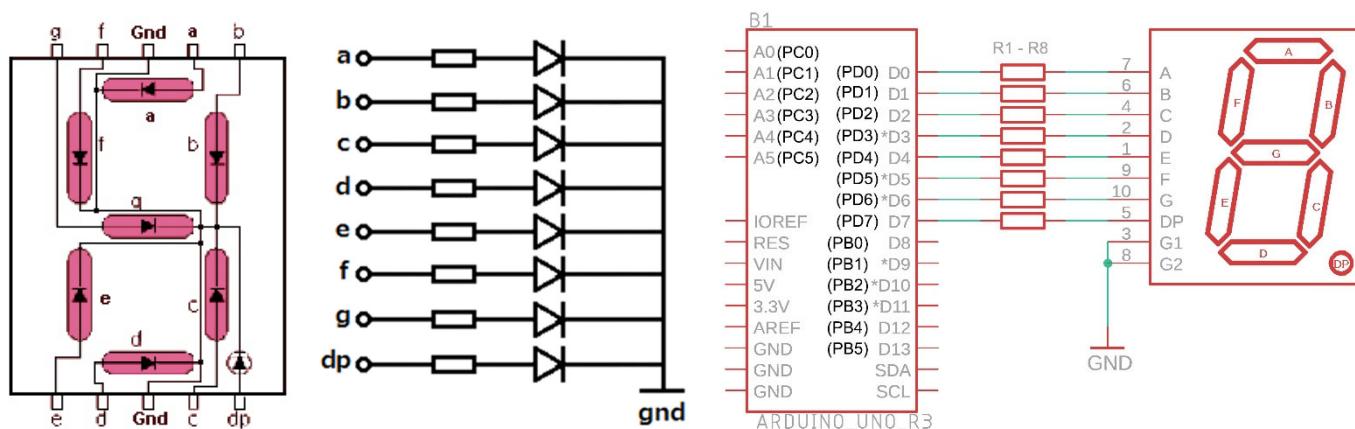 g f Gnd a b
a
f b
g
e c
d
e d Gnd c dp
a
b
c
d
e
f
g
dp
gnd
B1
A0 (PC0)
A1 (PC1) (PD0) D0
A2 (PC2) (PD1) D1
A3 (PC3) (PD2) D2
A4 (PC4) (PD3) *D3
A5 (PC5) (PD4) D4
(PD5) *D5
(PD6) *D6
IOREF (PD7) D7
RES (PB0) D8
VIN (PB1) *D9
5V (PB2) *D10
3.3V (PB3) *D11
AREF (PB4) D12
GND (PB5) D13
GND SDA
GND SCL
ARDUINO UNO R3
R1 - R8
7 A
6 B
4 C
2 D
1 E
9 F
10 G
5 DP
3 G1
8 G2
GND
A
F B
G
E C
D
DP